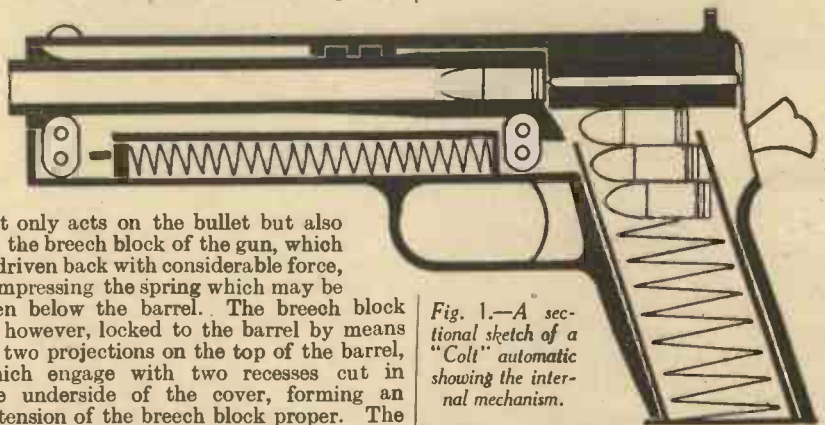 t only acts on the bullet but also
the breech block of the gun, which
driven back with considerable force,
mpressing the spring which may be
en below the barrel. The breech block
however, locked to the barrel by means
two projections on the top of the barrel,
ich engage with two recesses cut in
e underside of the cover, forming an
tension of the breech block proper. The
Fig. 1.—A sec-
tional sketch of a
"Colt" automatic
showing the inter-
nal mechanism.